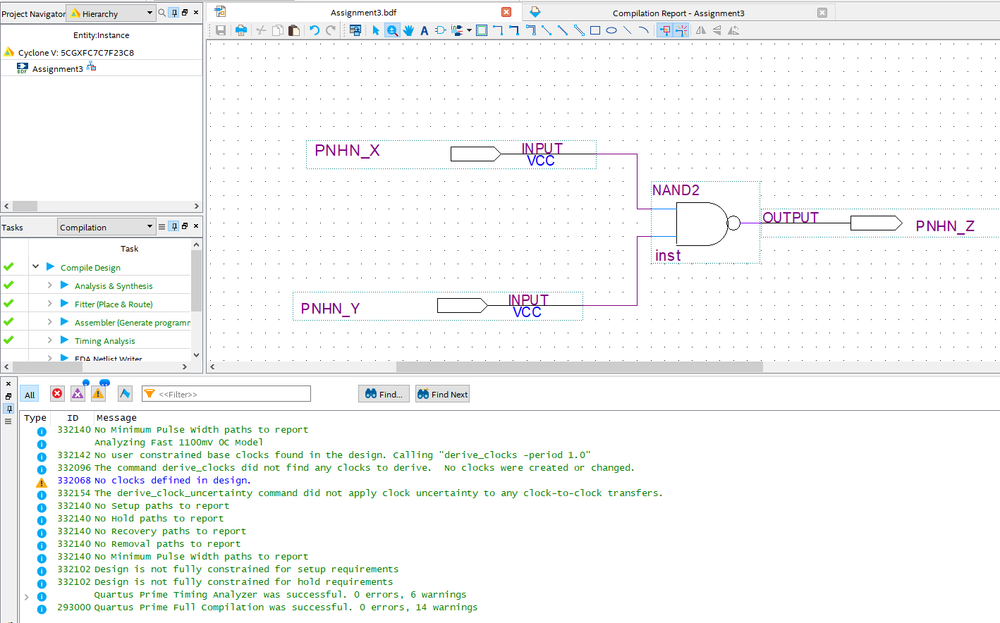 Project Navigator
Hierarchy
Entity:Instance
Cyclone V: 5CGXFC7C7F23C8
BDF
Assignment3
Tasks
Compilation
Task
Compile Design
Analysis & Synthesis
Fitter (Place & Route)
Assembler (Generate programm
Timing Analysis
EDA Netlist Writer
Assignment3.bdf
Compilation Report - Assignment3
PNHN_X
INPUT
VCC
NAND2
OUTPUT
PNHN_Z
inst
PNHN_Y
INPUT
VCC
All
<<Filter>>
Find...
Find Next
Type ID Message
332140 No Minimum Pulse Width paths to report
Analyzing Fast 1100mV 0C Model
332142 No user constrained base clocks found in the design. Calling "derive_clocks -period 1.0"
332096 The command derive_clocks did not find any clocks to derive.  No clocks were created or changed.
332068 No clocks defined in design.
332154 The derive_clock_uncertainty command did not apply clock uncertainty to any clock-to-clock transfers.
332140 No Setup paths to report
332140 No Hold paths to report
332140 No Recovery paths to report
332140 No Removal paths to report
332140 No Minimum Pulse Width paths to report
332102 Design is not fully constrained for setup requirements
332102 Design is not fully constrained for hold requirements
Quartus Prime Timing Analyzer was successful. 0 errors, 6 warnings
293000 Quartus Prime Full Compilation was successful. 0 errors, 14 warnings